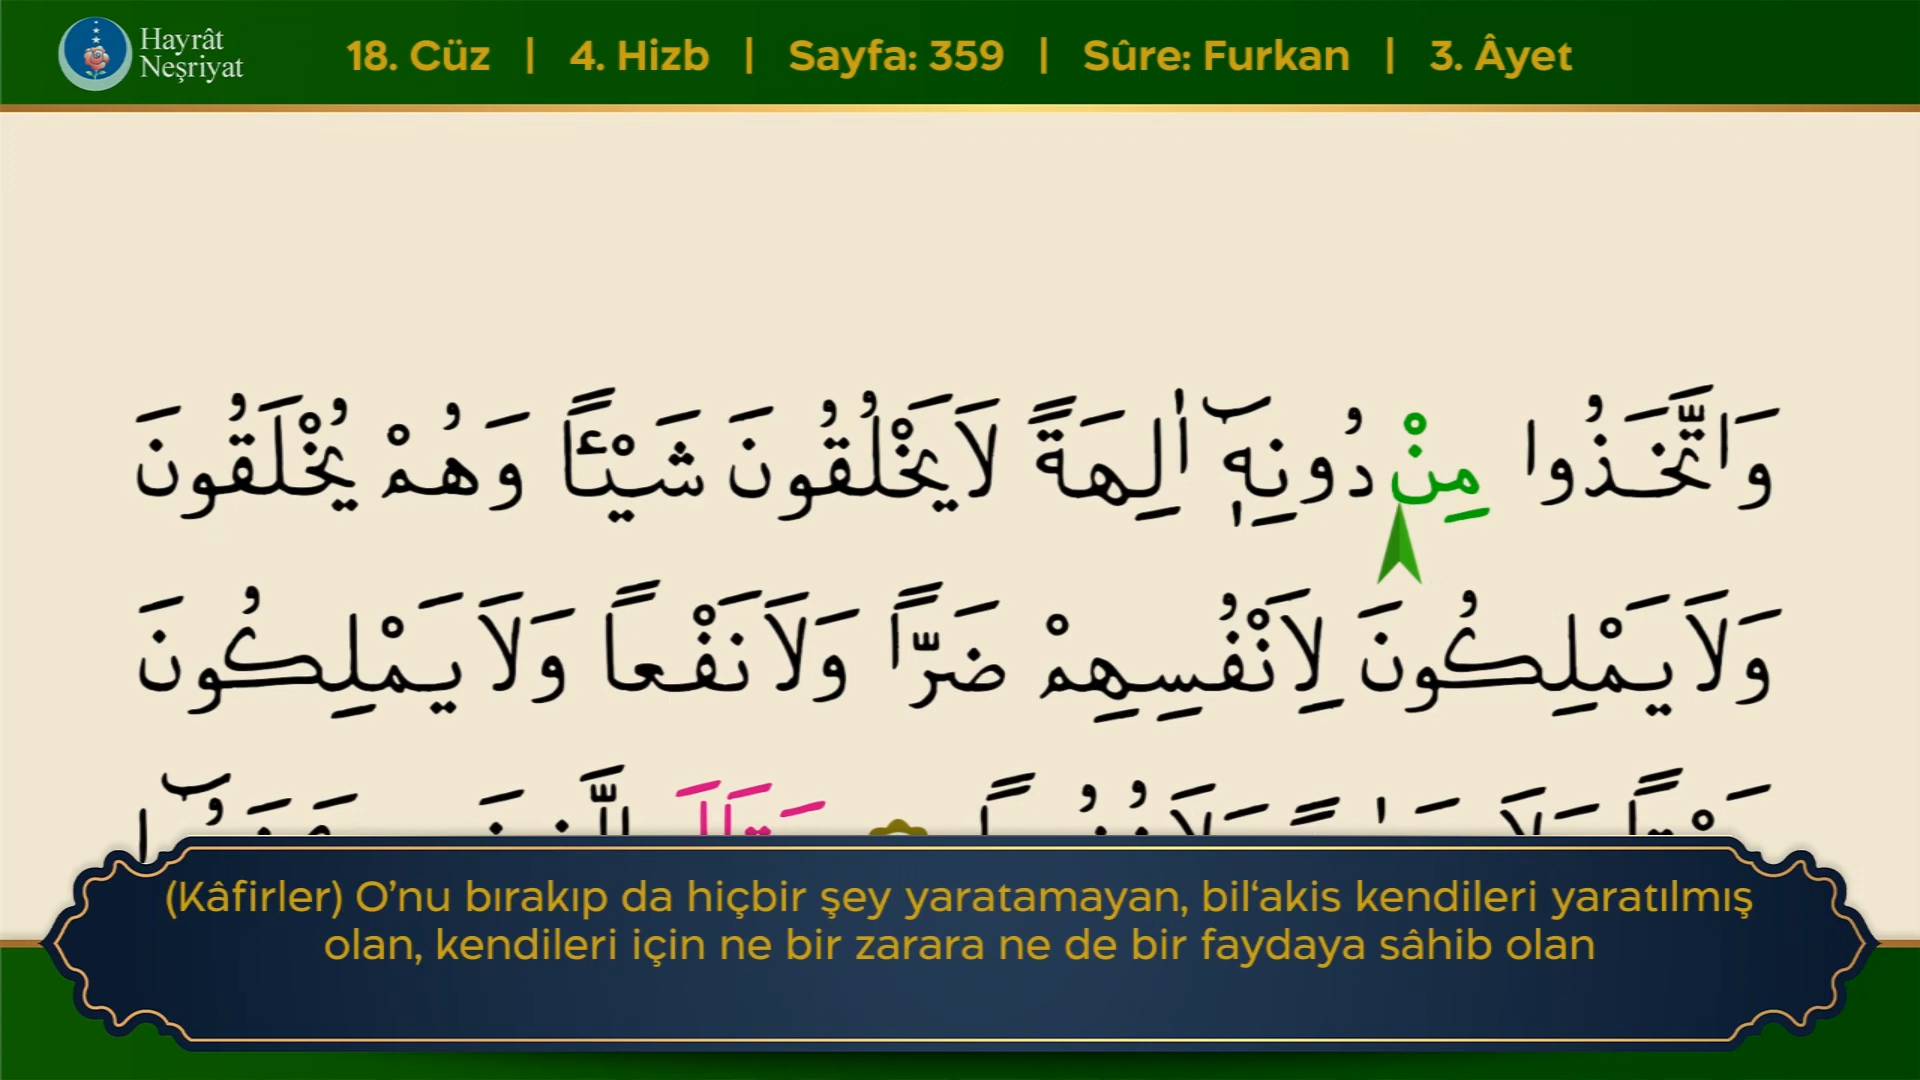 Hayrât
Neşriyat
18. Cüz | 4. Hizb | Sayfa: 359 | Sûre: Furkan | 3. Âyet
وَاتَّخَذُوا مِنْ دُونِهٖٓ اٰلِهَةً لَا يَخْلُقُونَ شَيْـًٔا وَهُمْ يُخْلَقُونَ
وَلَا يَمْلِكُونَ لِاَنْفُسِهِمْ ضَرًّا وَلَا نَفْعاً وَلَا يَمْلِكُونَ
(Kâfirler) O’nu bırakıp da hiçbir şey yaratamayan, bil‘akis kendileri yaratılmış
olan, kendileri için ne bir zarara ne de bir faydaya sâhib olan